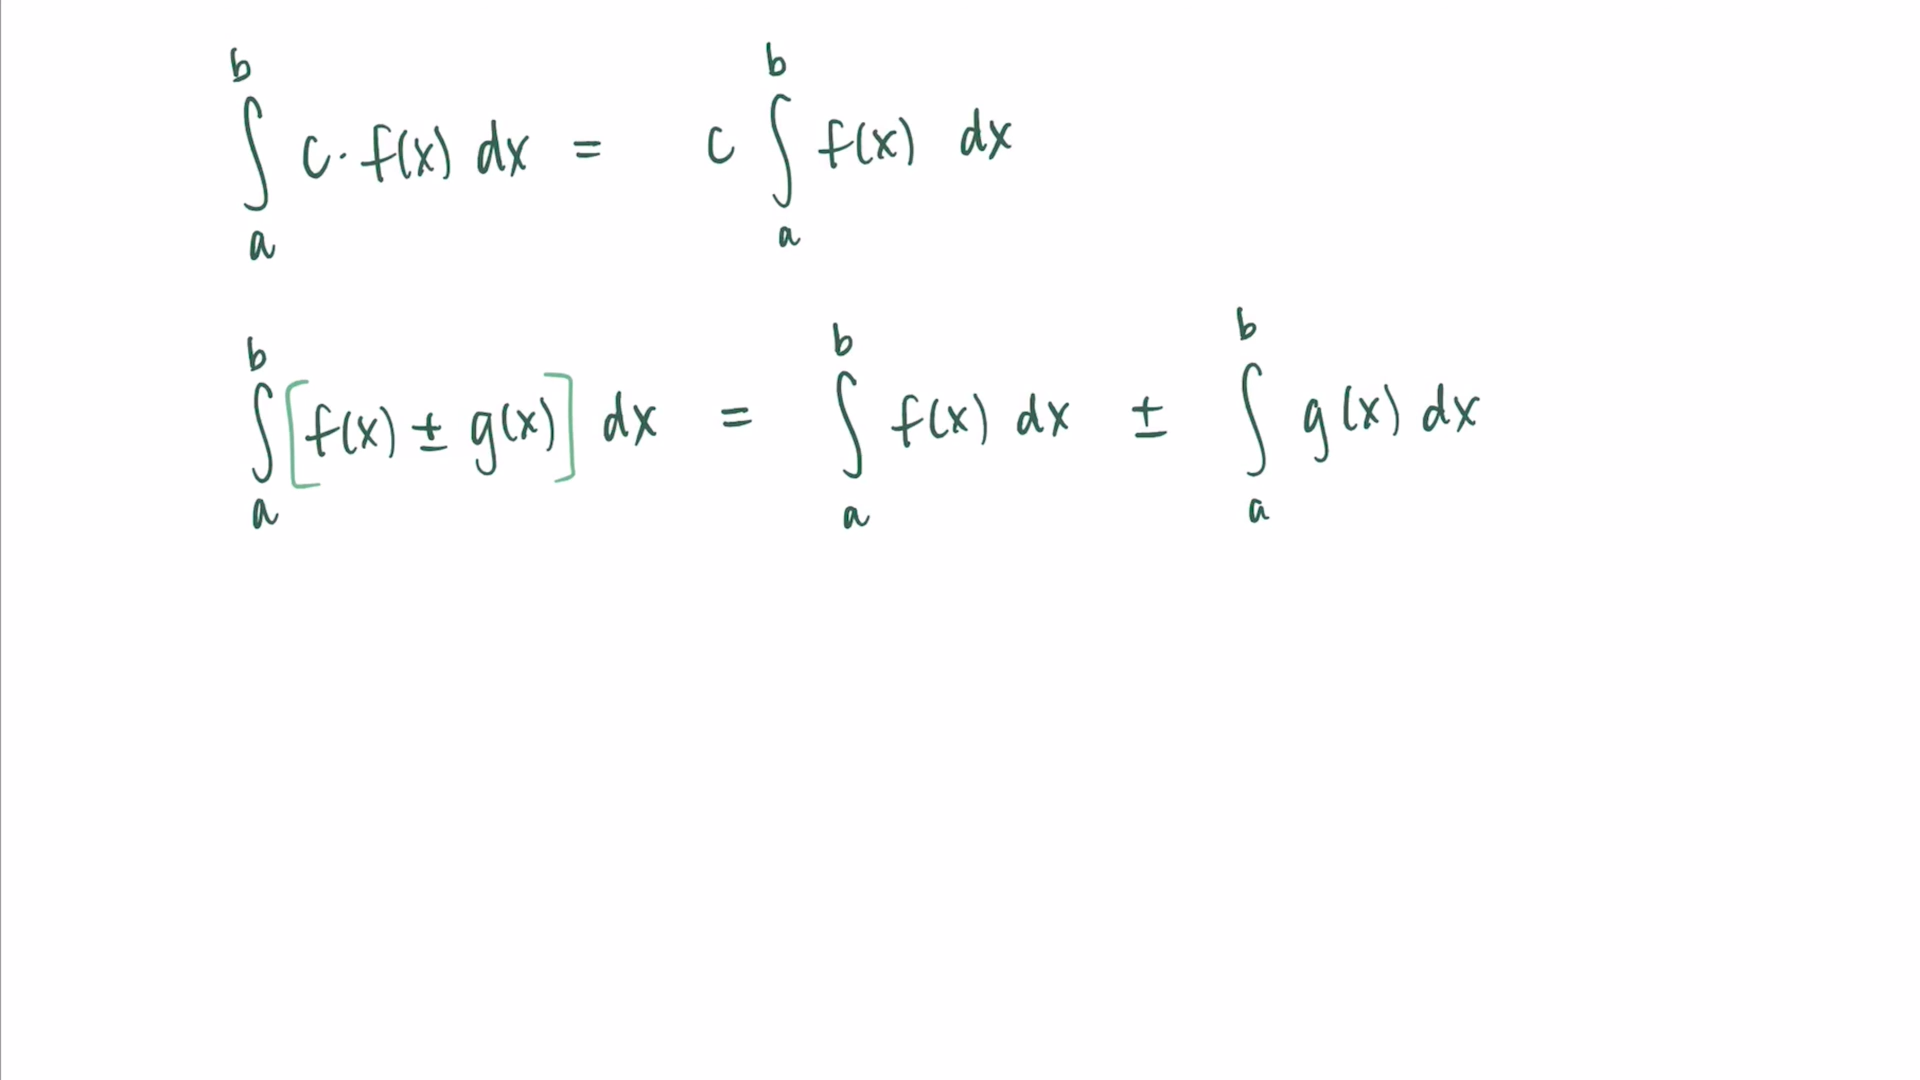 ∫_a^b c · f(x) dx = c ∫_a^b f(x) dx
∫_a^b [f(x) ± g(x)] dx = ∫_a^b f(x) dx ± ∫_a^b g(x) dx